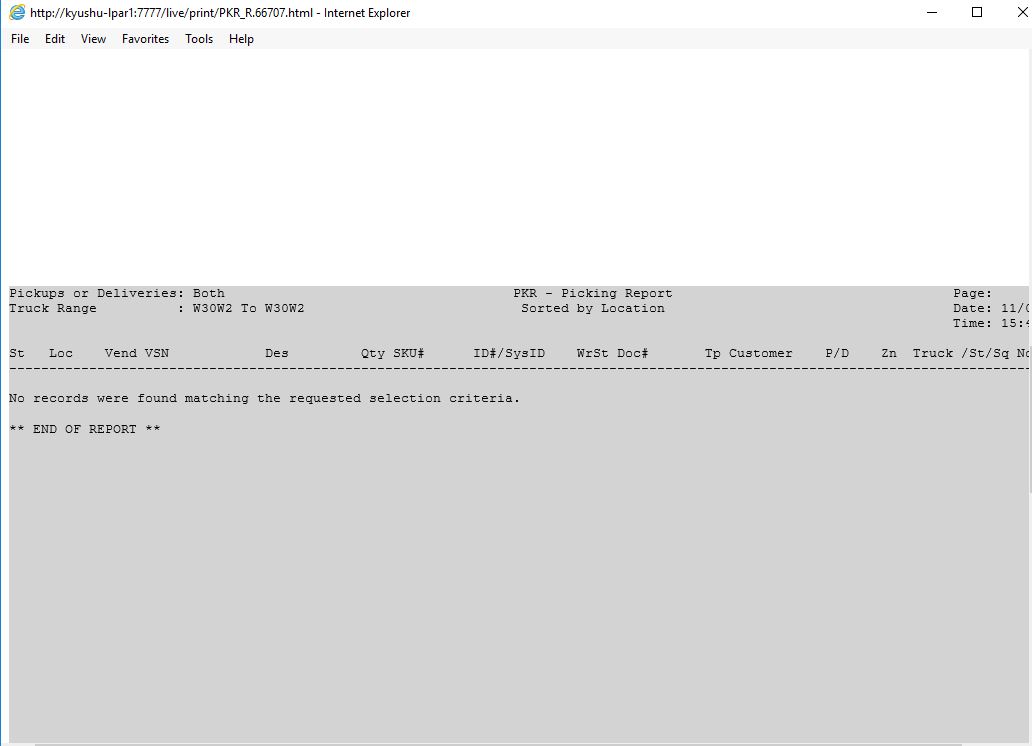 http://kyushu-lpar1:7777/live/print/PKR_R.66707.html - Internet Explorer
File Edit View Favorites Tools Help
Pickups or Deliveries: Both PKR - Picking Report Page:
Truck Range : W30W2 To W30W2 Sorted by Location Date: 11/
Time: 15:
St Loc Vend VSN Des Qty SKU# ID#/SysID WrSt Doc# Tp Customer P/D Zn Truck /St/Sq
No records were found matching the requested selection criteria.
** END OF REPORT **